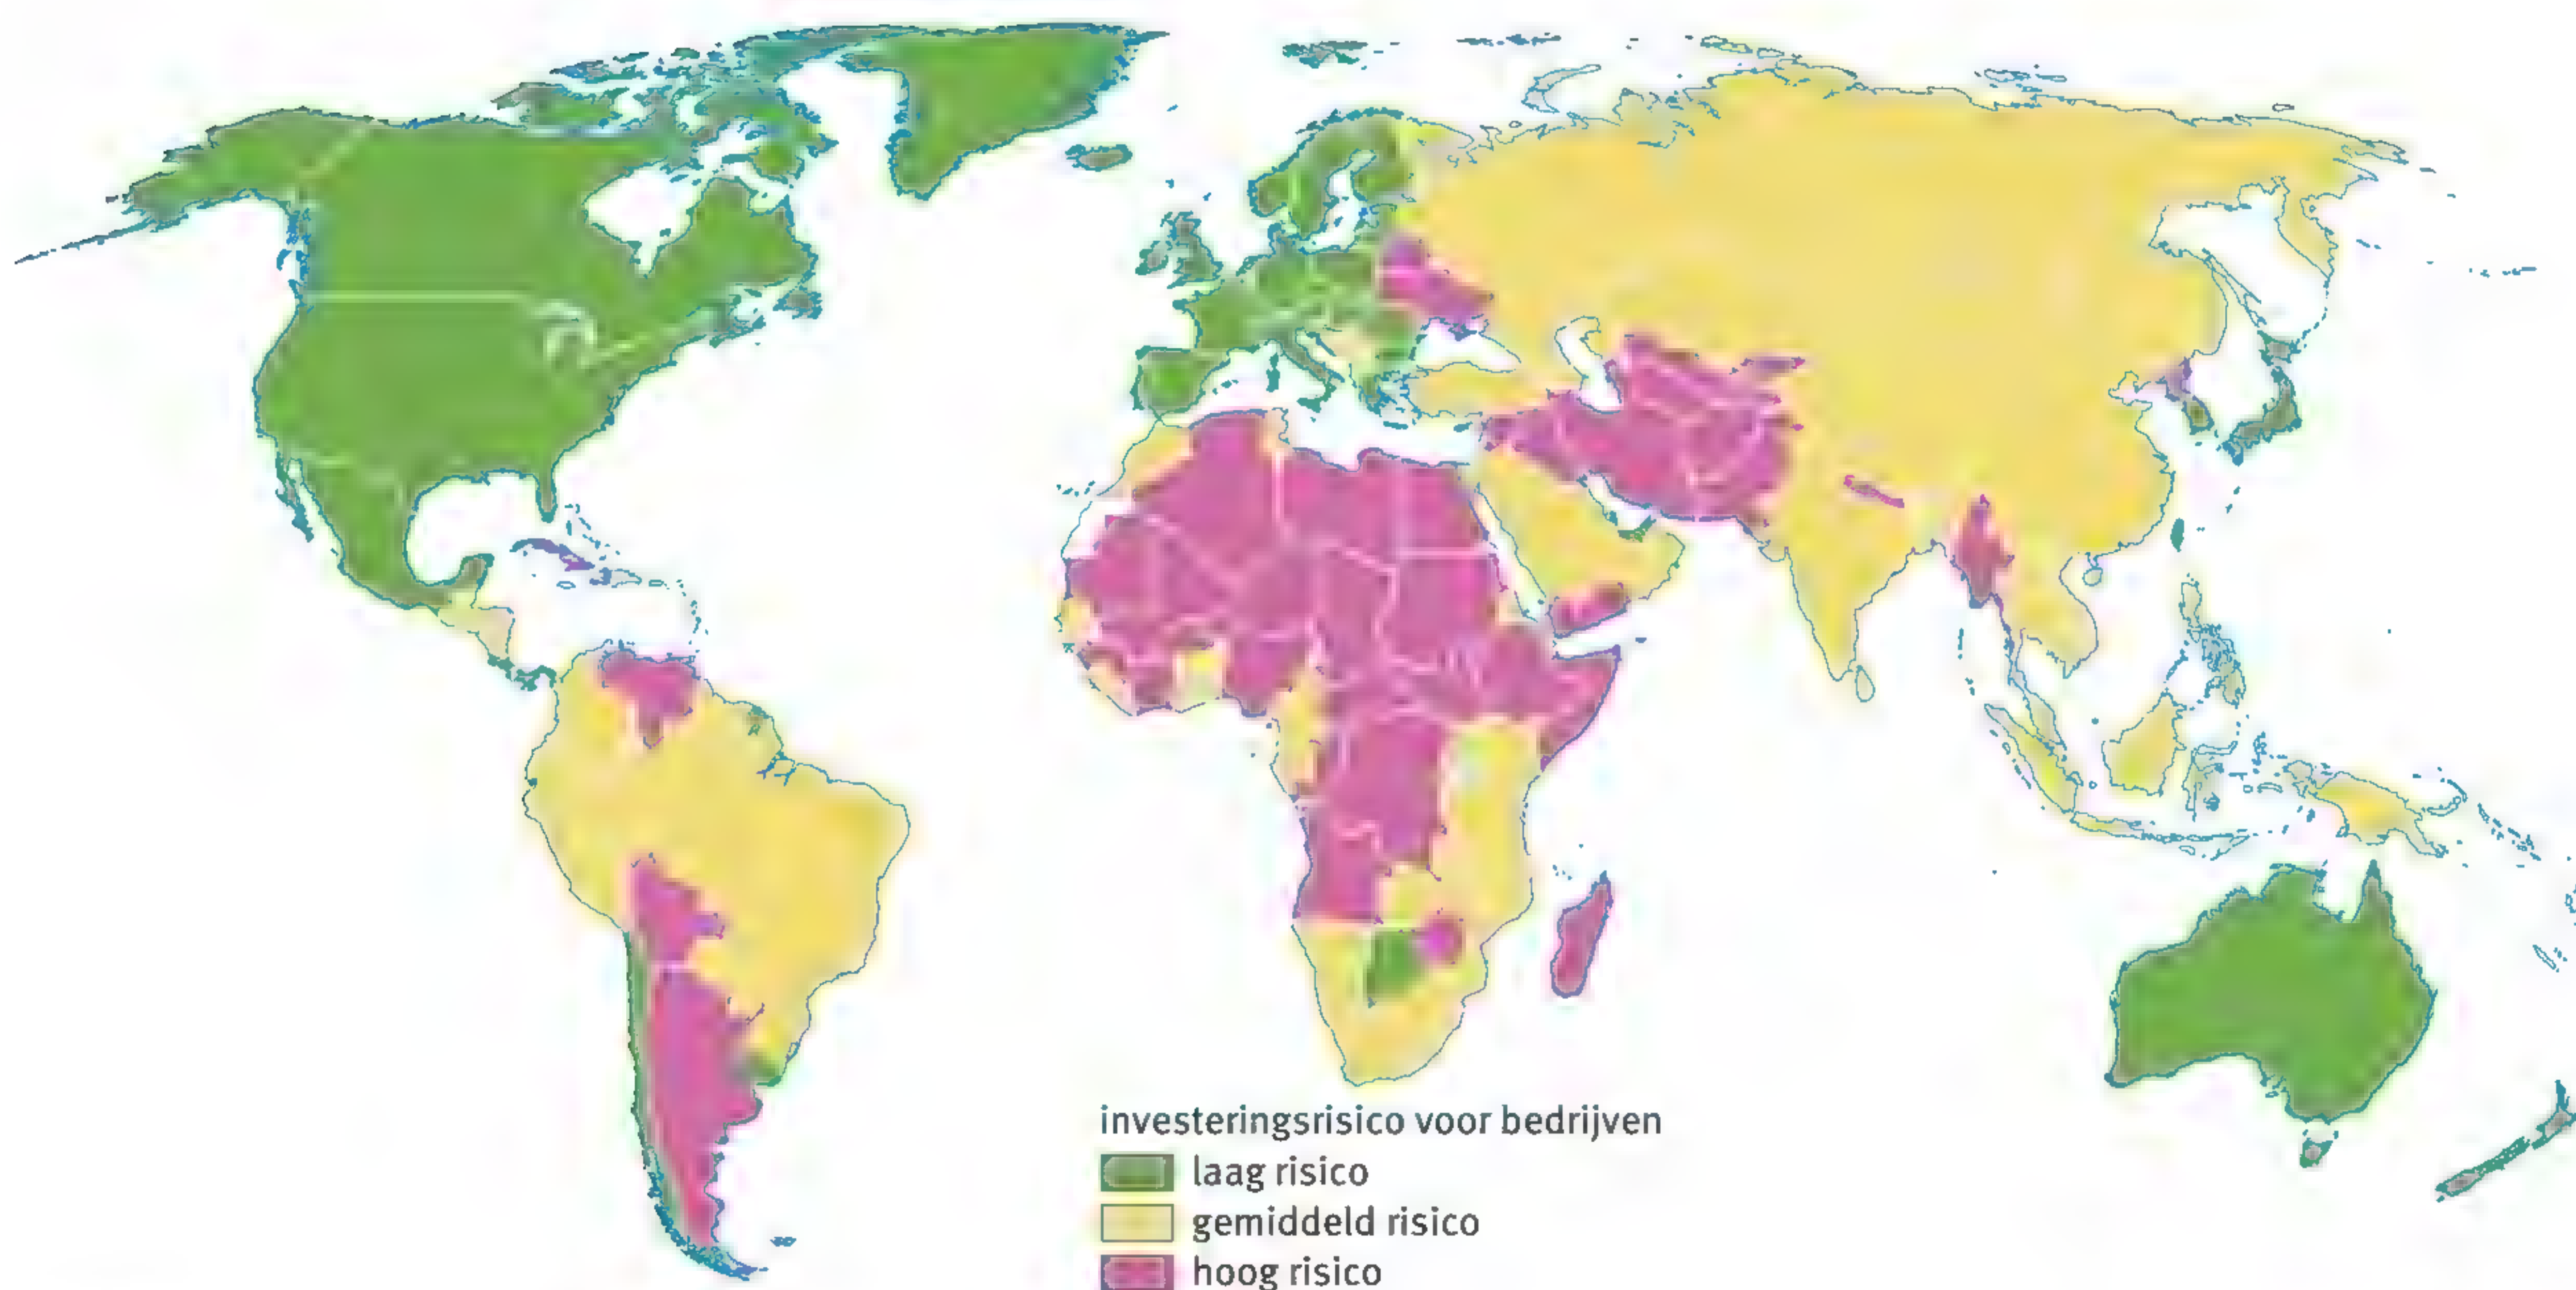 investeringsrisico voor bedrijven
laag risico
gemiddeld risico
hoog risico